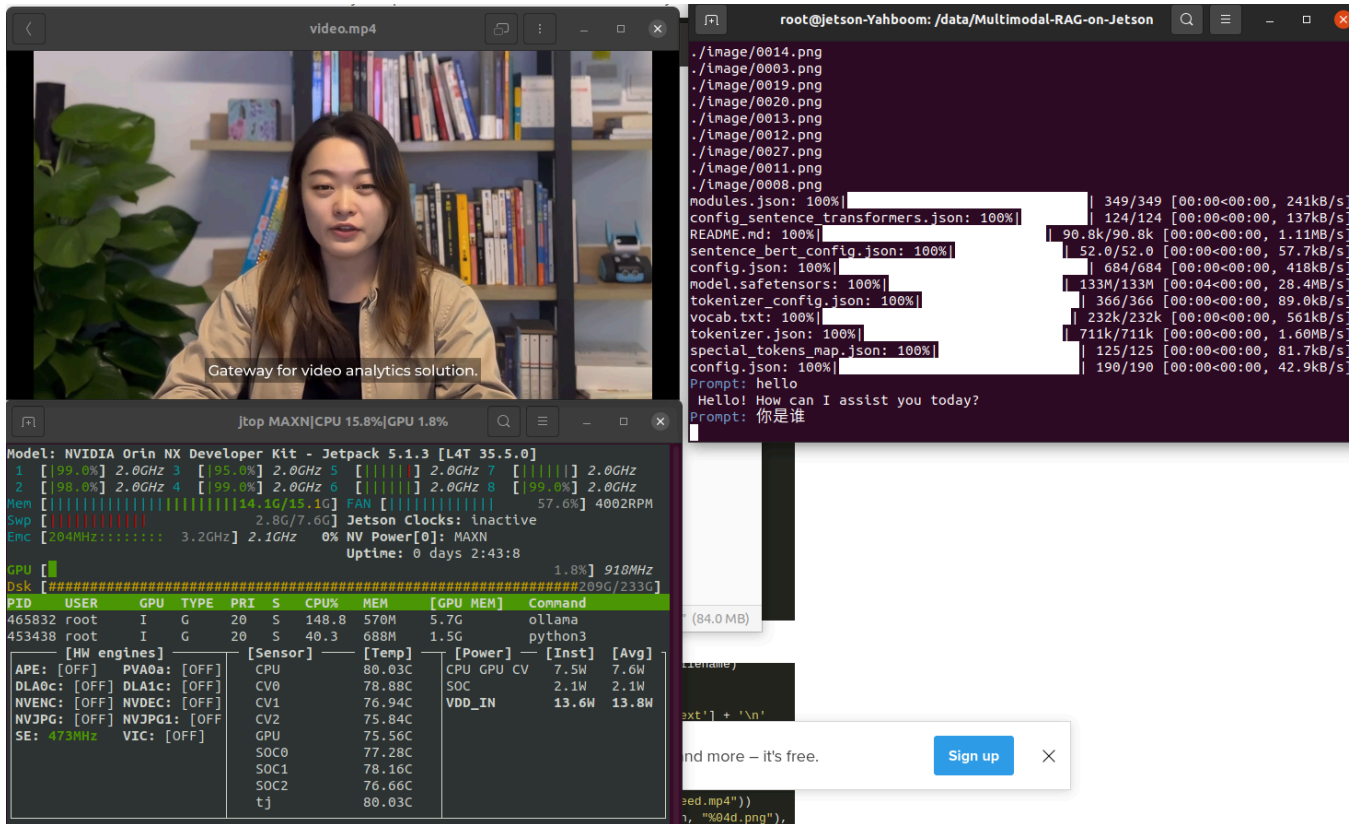 video.mp4
Gateway for video analytics solution.
root@jetson-Yahboom: /data/Multimodal-RAG-on-Jetson
./image/0014.png
./image/0003.png
./image/0019.png
./image/0020.png
./image/0013.png
./image/0012.png
./image/0027.png
./image/0011.png
./image/0008.png
modules.json: 100%| | 349/349 [00:00<00:00, 241kB/s]
config_sentence_transformers.json: 100%| | 124/124 [00:00<00:00, 137kB/s]
README.md: 100%| | 90.8k/90.8k [00:00<00:00, 1.11MB/s]
sentence_bert_config.json: 100%| | 52.0/52.0 [00:00<00:00, 57.7kB/s]
config.json: 100%| | 684/684 [00:00<00:00, 418kB/s]
model.safetensors: 100%| | 133M/133M [00:04<00:00, 28.4MB/s]
tokenizer_config.json: 100%| | 366/366 [00:00<00:00, 89.0kB/s]
vocab.txt: 100%| | 232k/232k [00:00<00:00, 561kB/s]
tokenizer.json: 100%| | 711k/711k [00:00<00:00, 1.60MB/s]
special_tokens_map.json: 100%| | 125/125 [00:00<00:00, 81.7kB/s]
config.json: 100%| | 190/190 [00:00<00:00, 42.9kB/s]
Prompt: hello
Hello! How can I assist you today?
Prompt: 你是谁
jtop MAXN|CPU 15.8%|GPU 1.8%
Model: NVIDIA Orin NX Developer Kit - Jetpack 5.1.3 [L4T 35.5.0]
1 [|99.0%] 2.0GHz 3 [|95.0%] 2.0GHz 5 [||||||] 2.0GHz 7 [||||||] 2.0GHz
2 [|98.0%] 2.0GHz 4 [|99.0%] 2.0GHz 6 [||||||] 2.0GHz 8 [|99.0%] 2.0GHz
Mem [|||||||||||||||||||||||14.1G/15.1G] FAN [||||||||||||| 57.6%] 4002RPM
Swp [|||||||||||| 2.8G/7.6G] Jetson Clocks: inactive
Emc [204MHz:::::::: 3.2GHz] 2.1GHz 0% NV Power[0]: MAXN
Uptime: 0 days 2:43:8
GPU [ 1.8%] 918MHz
Dsk [################################################################209G/233G]
PID USER GPU TYPE PRI S CPU% MEM [GPU MEM] Command
465832 root I G 20 S 148.8 570M 5.7G ollama
453438 root I G 20 S 40.3 688M 1.5G python3
[HW engines] [Sensor] [Temp] [Power] [Inst] [Avg]
APE: [OFF] PVA0a: [OFF] CPU 80.03C CPU GPU CV 7.5W 7.6W
DLA0c: [OFF] DLA1c: [OFF] CV0 78.88C SOC 2.1W 2.1W
NVENC: [OFF] NVDEC: [OFF] CV1 76.94C VDD_IN 13.6W 13.8W
NVJPG: [OFF] NVJPG1: [OFF CV2 75.84C
SE: 473MHz VIC: [OFF] GPU 75.56C
SOC0 77.28C
SOC1 78.16C
SOC2 76.66C
tj 80.03C
(84.0 MB)
ext'] + '\n'
and more – it's free.
Sign up
eed.mp4"))
n, "%04d.png"),